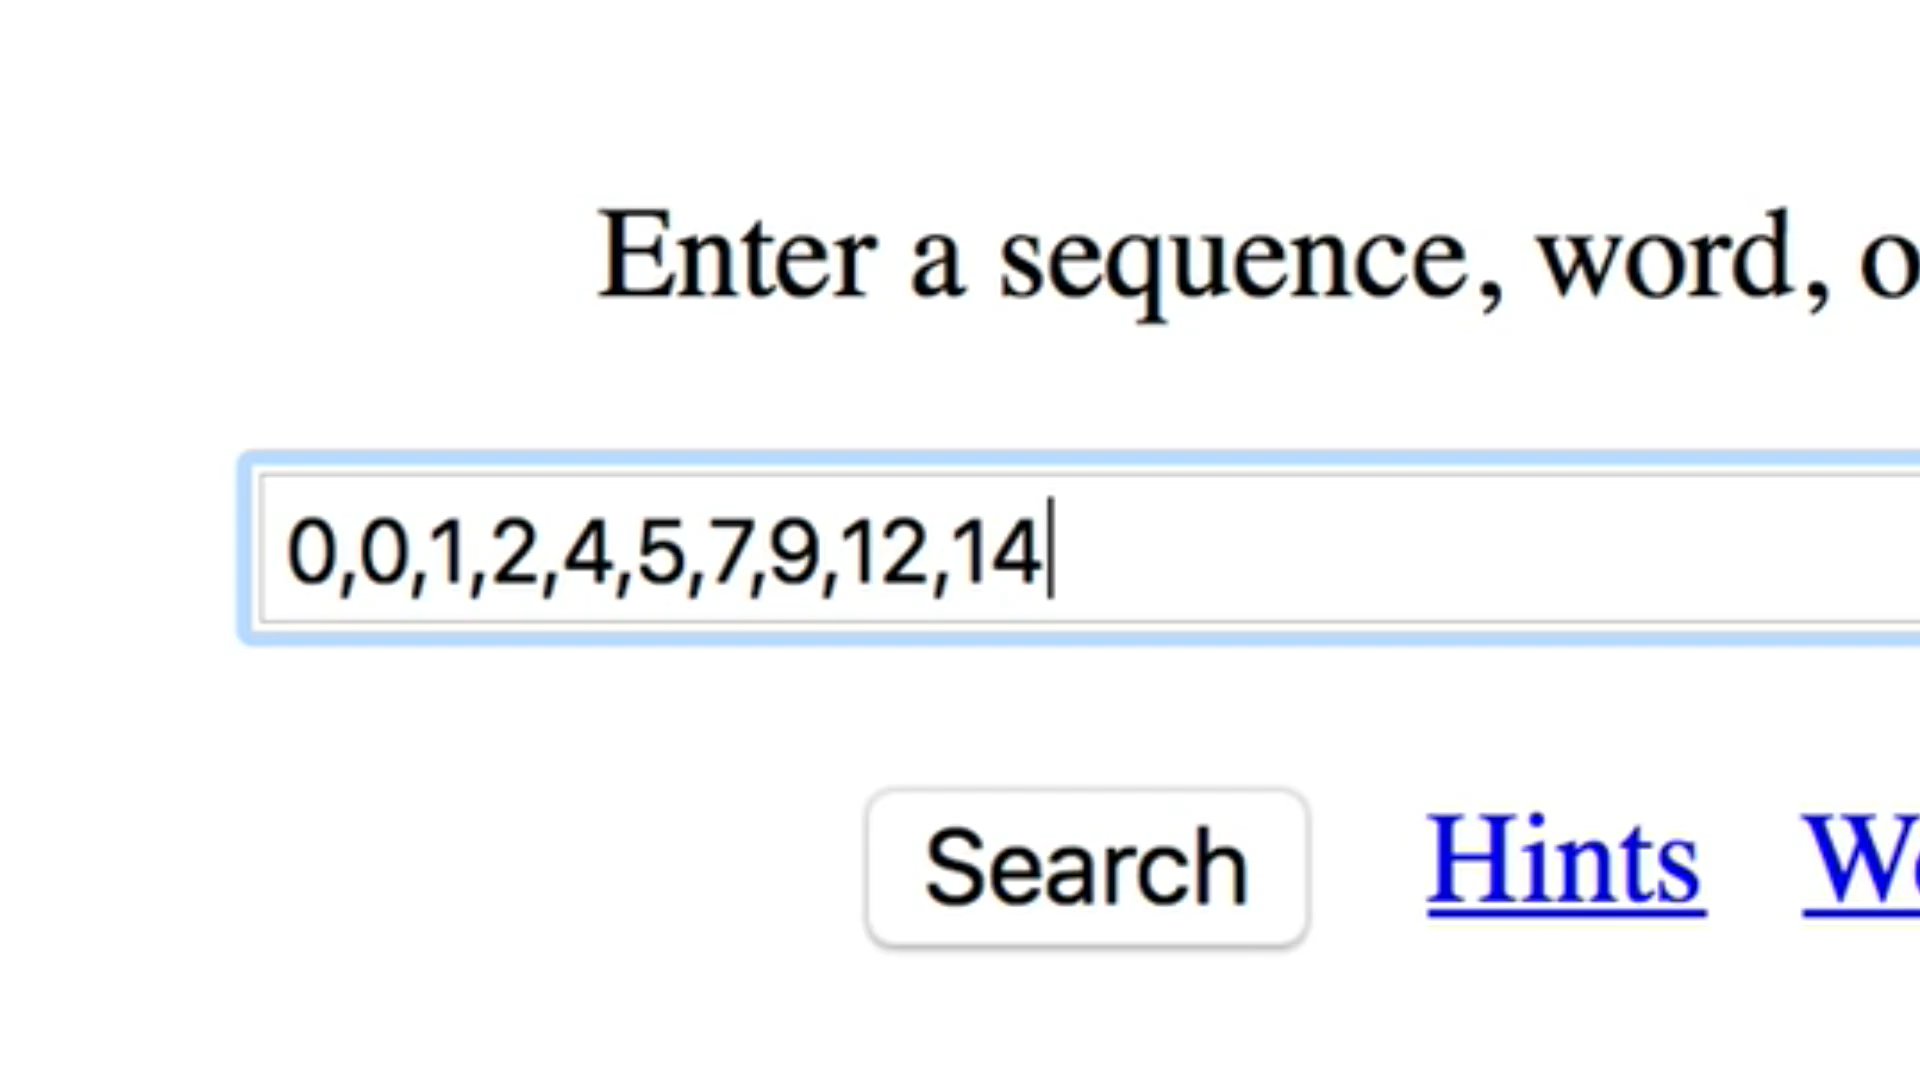 Enter a sequence, word, o
0,0,1,2,4,5,7,9,12,14
Search Hints